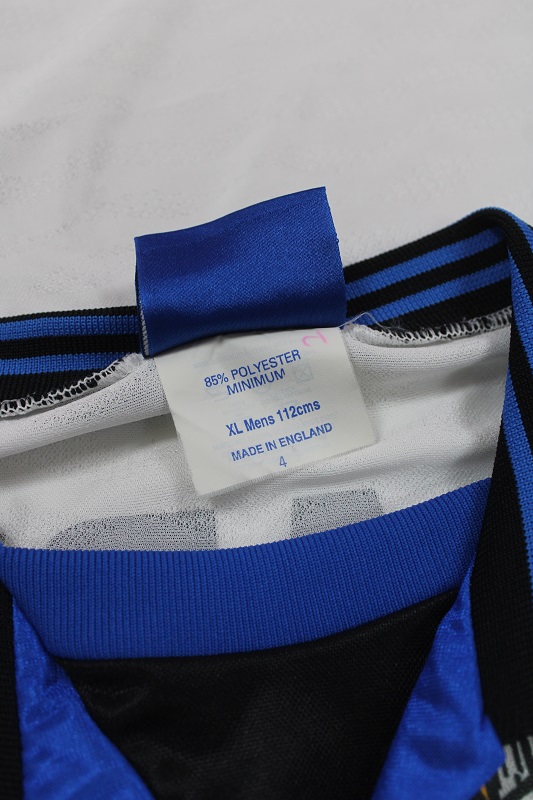 85% POLYESTER
MINIMUM
XL Mens 112cms
MADE IN ENGLAND
4